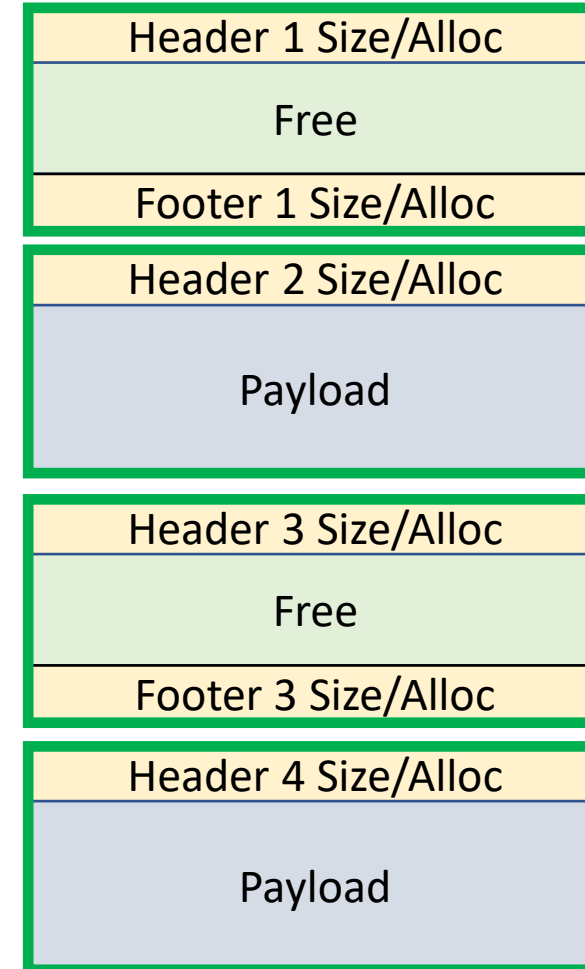 Header 1 Size/Alloc
Free
Footer 1 Size/Alloc
Header 2 Size/Alloc
Payload
Header 3 Size/Alloc
Free
Footer 3 Size/Alloc
Header 4 Size/Alloc
Payload